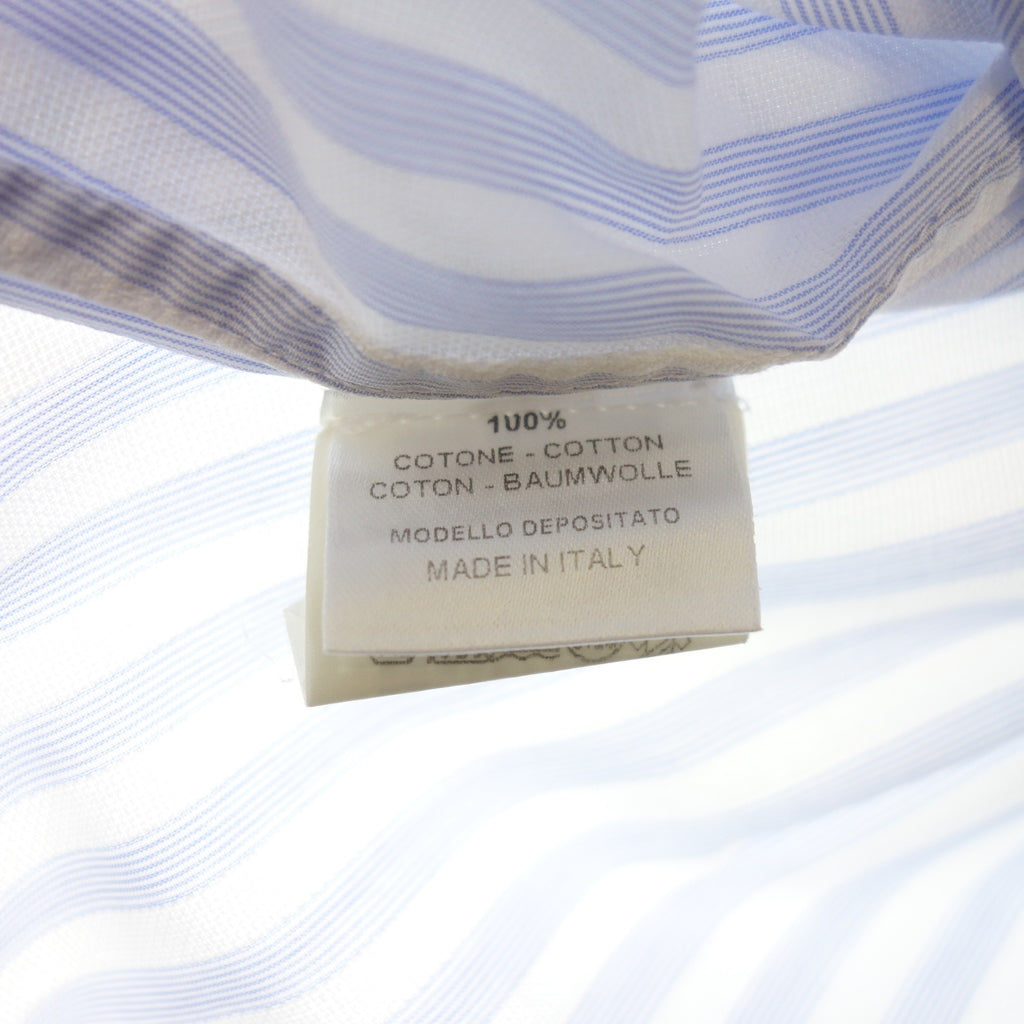 100%
COTONE - COTTON
COTON - BAUMWOLLE
MODELLO DEPOSITATO
MADE IN ITALY